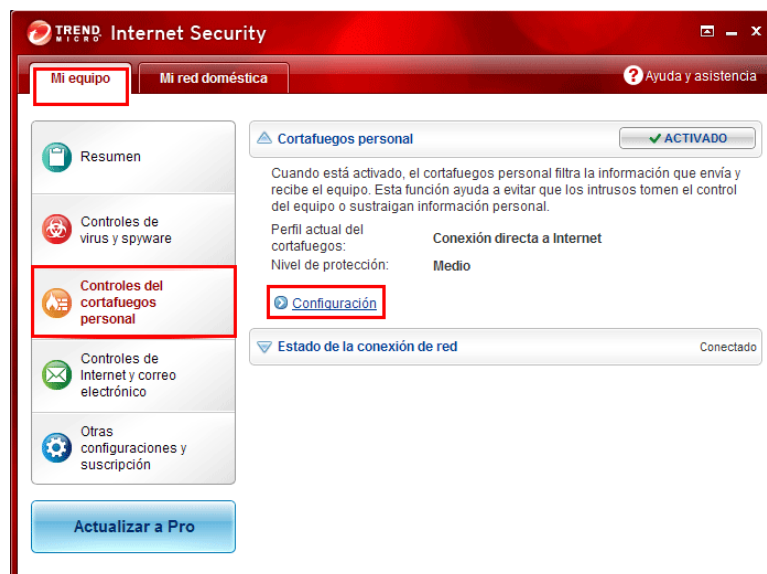 TREND MICRO Internet Security
Mi equipo
Mi red doméstica
? Ayuda y asistencia
Resumen
Controles de
virus y spyware
Controles del
cortafuegos
personal
Controles de
Internet y correo
electrónico
Otras
configuraciones y
suscripción
Actualizar a Pro
Cortafuegos personal
ACTIVADO
Cuando está activado, el cortafuegos personal filtra la información que envía y
recibe el equipo. Esta función ayuda a evitar que los intrusos tomen el control
del equipo o sustraigan información personal.
Perfil actual del
cortafuegos:
Conexión directa a Internet
Nivel de protección:
Medio
Configuración
Estado de la conexión de red
Conectado